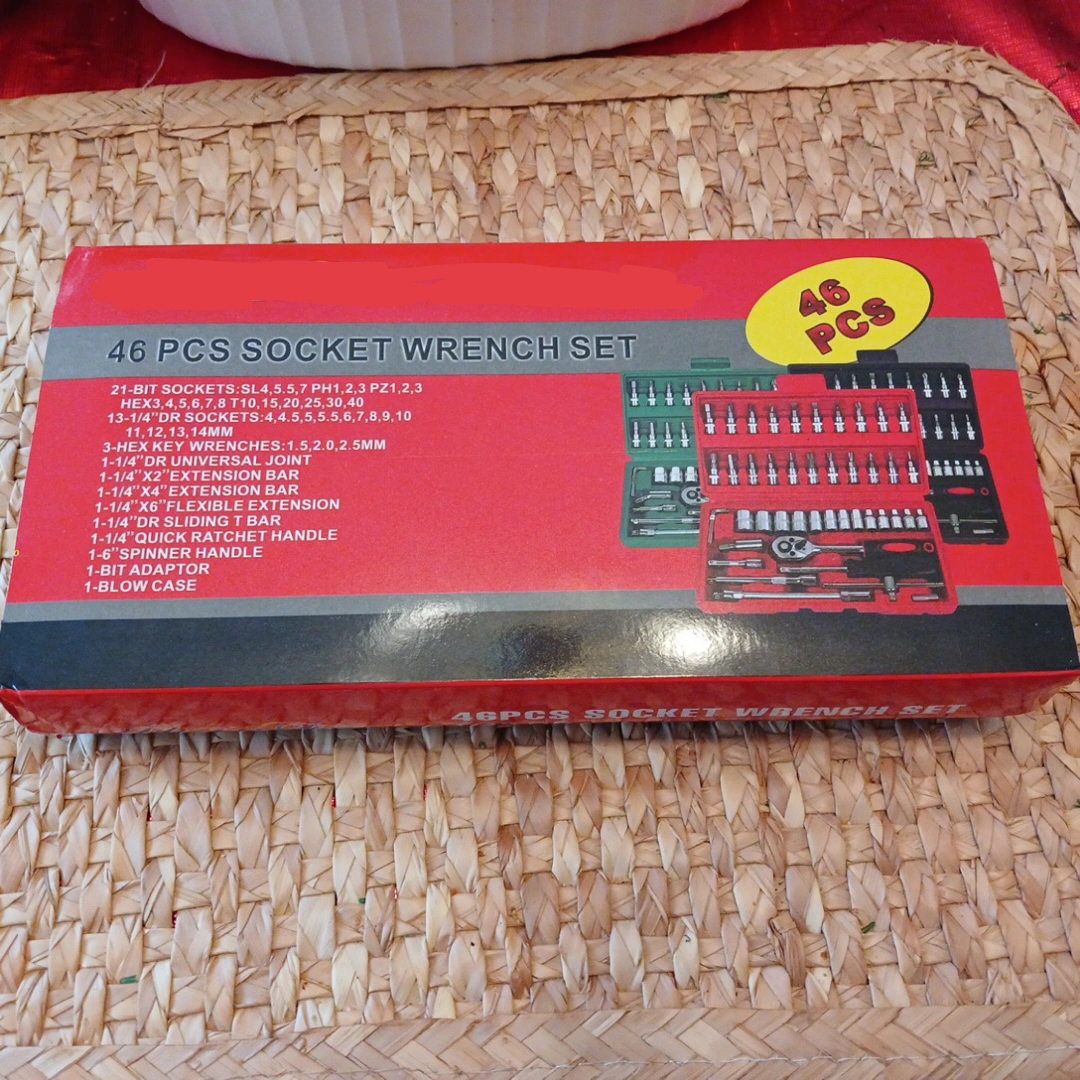 46 PCS
46 PCS SOCKET WRENCH SET
21-BIT SOCKETS:SL4,5.5,7 PH1,2,3 PZ1,2,3
HEX3,4,5,6,7,8 T10,15,20,25,30,40
13-1/4"DR SOCKETS:4,4.5,5,5.5,6,7,8,9,10
11,12,13,14MM
3-HEX KEY WRENCHES:1.5,2.0,2.5MM
1-1/4"DR UNIVERSAL JOINT
1-1/4"X2"EXTENSION BAR
1-1/4"X4"EXTENSION BAR
1-1/4"X6"FLEXIBLE EXTENSION
1-1/4"DR SLIDING T BAR
1-1/4"QUICK RATCHET HANDLE
1-6"SPINNER HANDLE
1-BIT ADAPTOR
1-BLOW CASE
46PCS SOCKET WRENCH SET